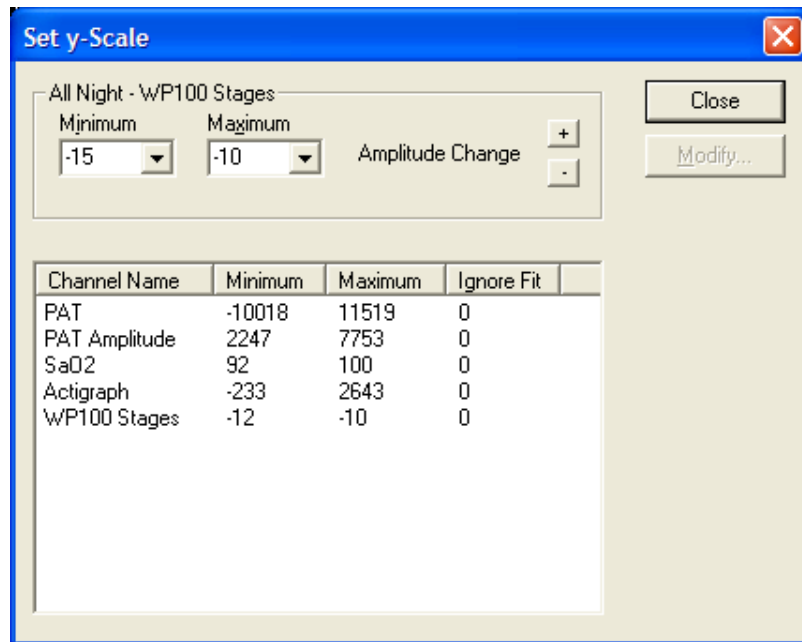 Set y-Scale
All Night - WP100 Stages
Minimum Maximum
-15 -10 Amplitude Change + -
Close
Modify...
Channel Name Minimum Maximum Ignore Fit
PAT -10018 11519 0
PAT Amplitude 2247 7753 0
SaO2 92 100 0
Actigraph -233 2643 0
WP100 Stages -12 -10 0